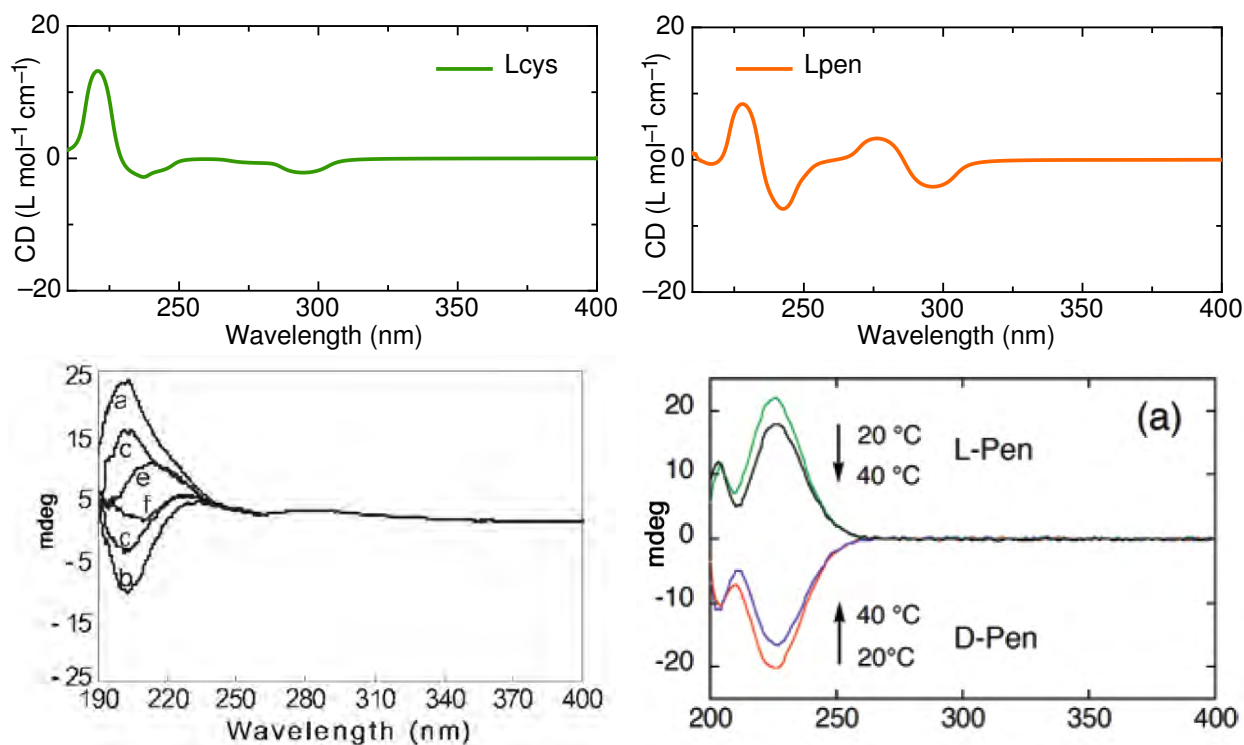 20
0
−20
CD (L mol−1 cm−1)
Lcys
250
300
350
400
Wavelength (nm)
20
0
−20
CD (L mol−1 cm−1)
Lpen
250
300
350
400
Wavelength (nm)
25
15
5
-5
-15
-25
mdeg
a
c
e
f
c
b
190
220
250
310
340
370
400
Wavelength (nm)
20
10
0
-10
-20
mdeg
(a)
20 °C
40 °C
L-Pen
40 °C
20°C
D-Pen
200
250
300
350
400